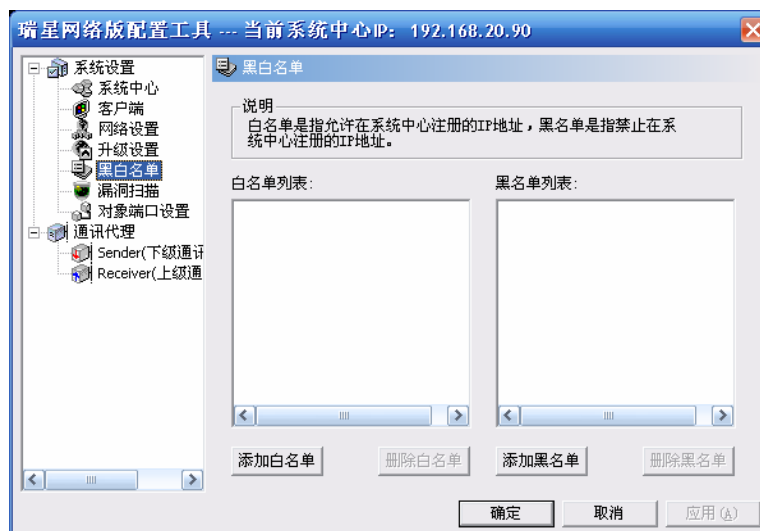 瑞星网络版配置工具 --- 当前系统中心IP: 192.168.20.90
系统设置
系统中心
客户端
网络设置
升级设置
黑白名单
漏洞扫描
对象端口设置
通讯代理
Sender(下级通讯
Receiver(上级通
黑白名单
说明
白名单是指允许在系统中心注册的IP地址，黑名单是指禁止在系
统中心注册的IP地址。
白名单列表:
黑名单列表:
添加白名单
删除白名单
添加黑名单
删除黑名单
确定
取消
应用(A)